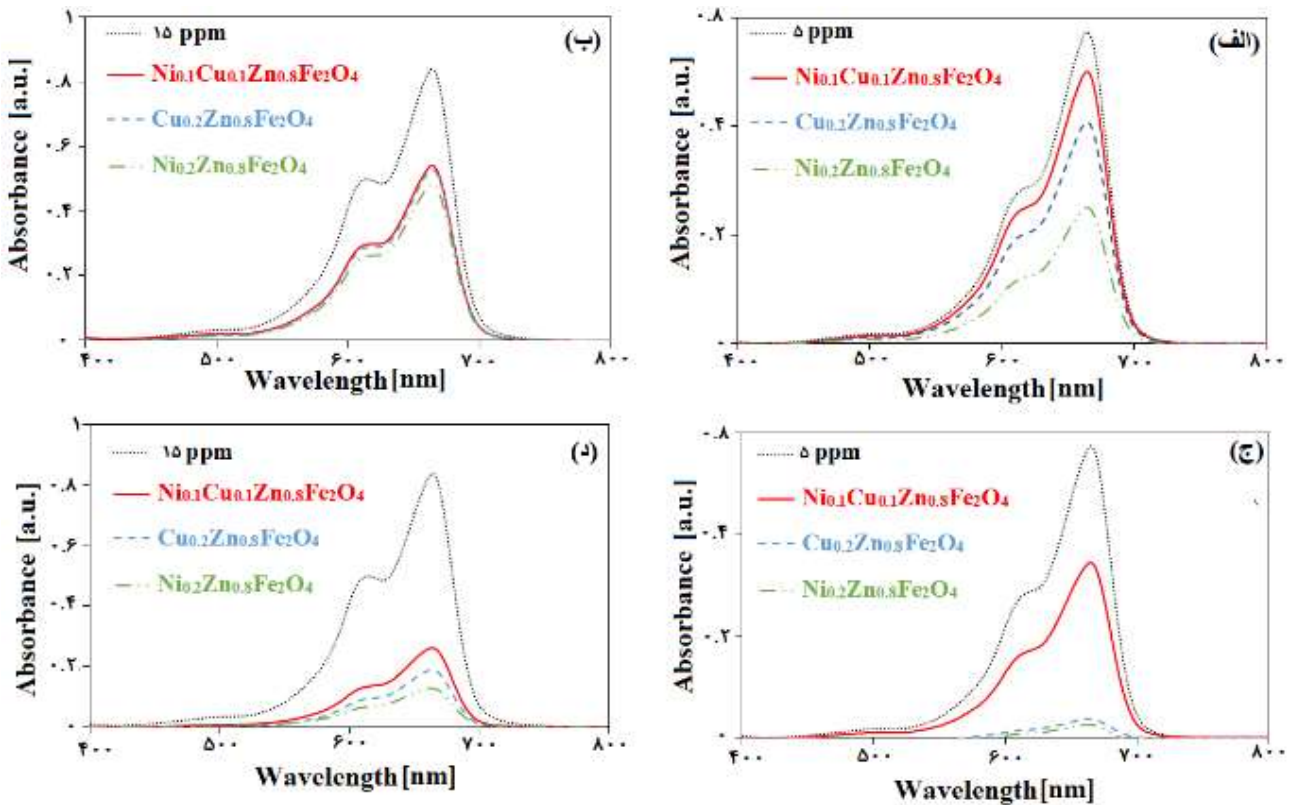 (الف)
۰.۸
۰.۴
۰.۲
۰
Absorbance [a.u.]
۵ ppm
Ni0.1Cu0.1Zn0.8Fe2O4
Cu0.2Zn0.8Fe2O4
Ni0.2Zn0.8Fe2O4
۴۰۰ ۵۰۰ ۶۰۰ ۷۰۰ ۸۰۰
Wavelength [nm]
(ب)
۱
۰.۸
۰.۶
۰.۴
۰.۲
۰
Absorbance [a.u.]
۱۵ ppm
Ni0.1Cu0.1Zn0.8Fe2O4
Cu0.2Zn0.8Fe2O4
Ni0.2Zn0.8Fe2O4
۴۰۰ ۵۰۰ ۶۰۰ ۷۰۰ ۸۰۰
Wavelength [nm]
(ج)
۰.۸
۰.۴
۰.۲
۰
Absorbance [a.u.]
۵ ppm
Ni0.1Cu0.1Zn0.8Fe2O4
Cu0.2Zn0.8Fe2O4
Ni0.2Zn0.8Fe2O4
۴۰۰ ۵۰۰ ۶۰۰ ۷۰۰ ۸۰۰
Wavelength [nm]
(د)
۱
۰.۸
۰.۶
۰.۴
۰.۲
۰
Absorbance [a.u.]
۱۵ ppm
Ni0.1Cu0.1Zn0.8Fe2O4
Cu0.2Zn0.8Fe2O4
Ni0.2Zn0.8Fe2O4
۴۰۰ ۵۰۰ ۶۰۰ ۷۰۰ ۸۰۰
Wavelength [nm]